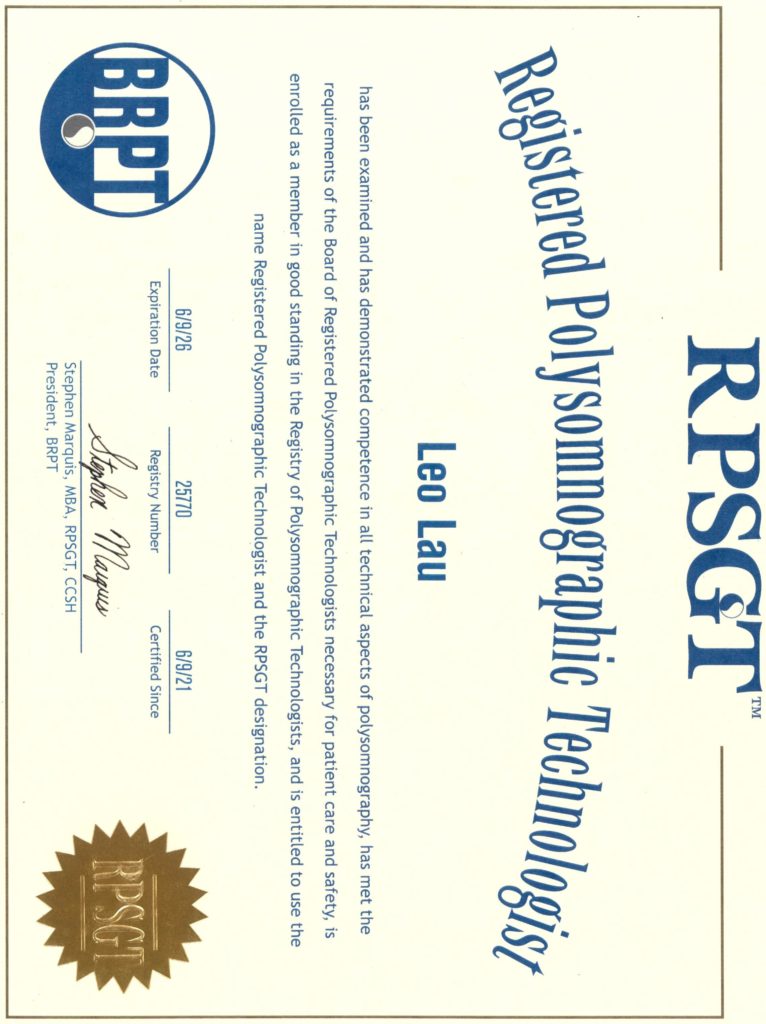 RPSGT™
Registered Polysomnographic Technologist
Leo Lau
has been examined and has demonstrated competence in all technical aspects of polysomnography, has met the
requirements of the Board of Registered Polysomnographic Technologists necessary for patient care and safety, is
enrolled as a member in good standing in the Registry of Polysomnographic Technologists, and is entitled to use the
name Registered Polysomnographic Technologist and the RPSGT designation.
BRPT
6/9/26
Expiration Date
25770
Registry Number
6/9/21
Certified Since
Stephen Marquis
Stephen Marquis, MBA, RPSGT, CCSH
President, BRPT
RPSGT